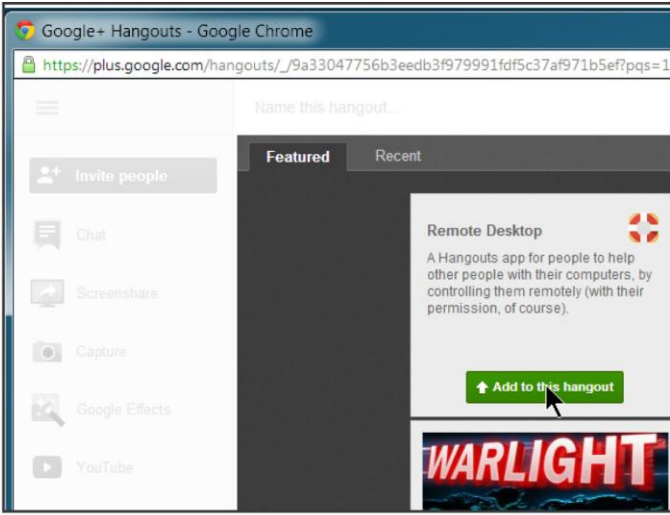 Google+ Hangouts - Google Chrome
https://plus.google.com/hangouts/_/9a33047756b3eedb3f979991fdf5c37af971b5ef?pqs=1
Name this hangout...
Featured Recent
Invite people
Chat
Screenshare
Capture
Google Effects
YouTube
Remote Desktop
A Hangouts app for people to help
other people with their computers, by
controlling them remotely (with their
permission, of course).
Add to this hangout
WARLIGHT